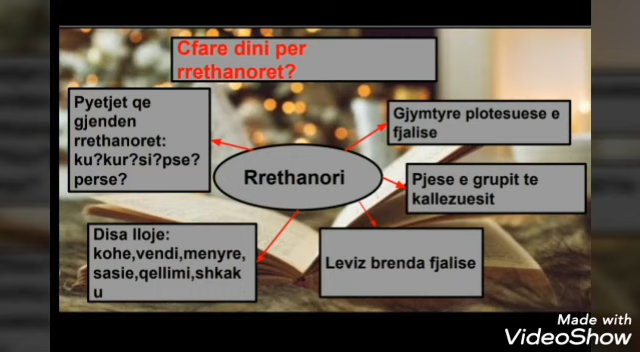 Cfare dini per
rrethanoret?
Pyetjet qe
gjenden
rrethanoret:
ku?kur?si?pse?
perse?
Gjymtyre plotesuese e
fjalise
Rrethanori
Pjese e grupit te
kallezuesit
Disa lloje:
kohe,vendi,menyre,
sasie,qellimi,shkak
u
Leviz brenda fjalise
Made with
VideoShow